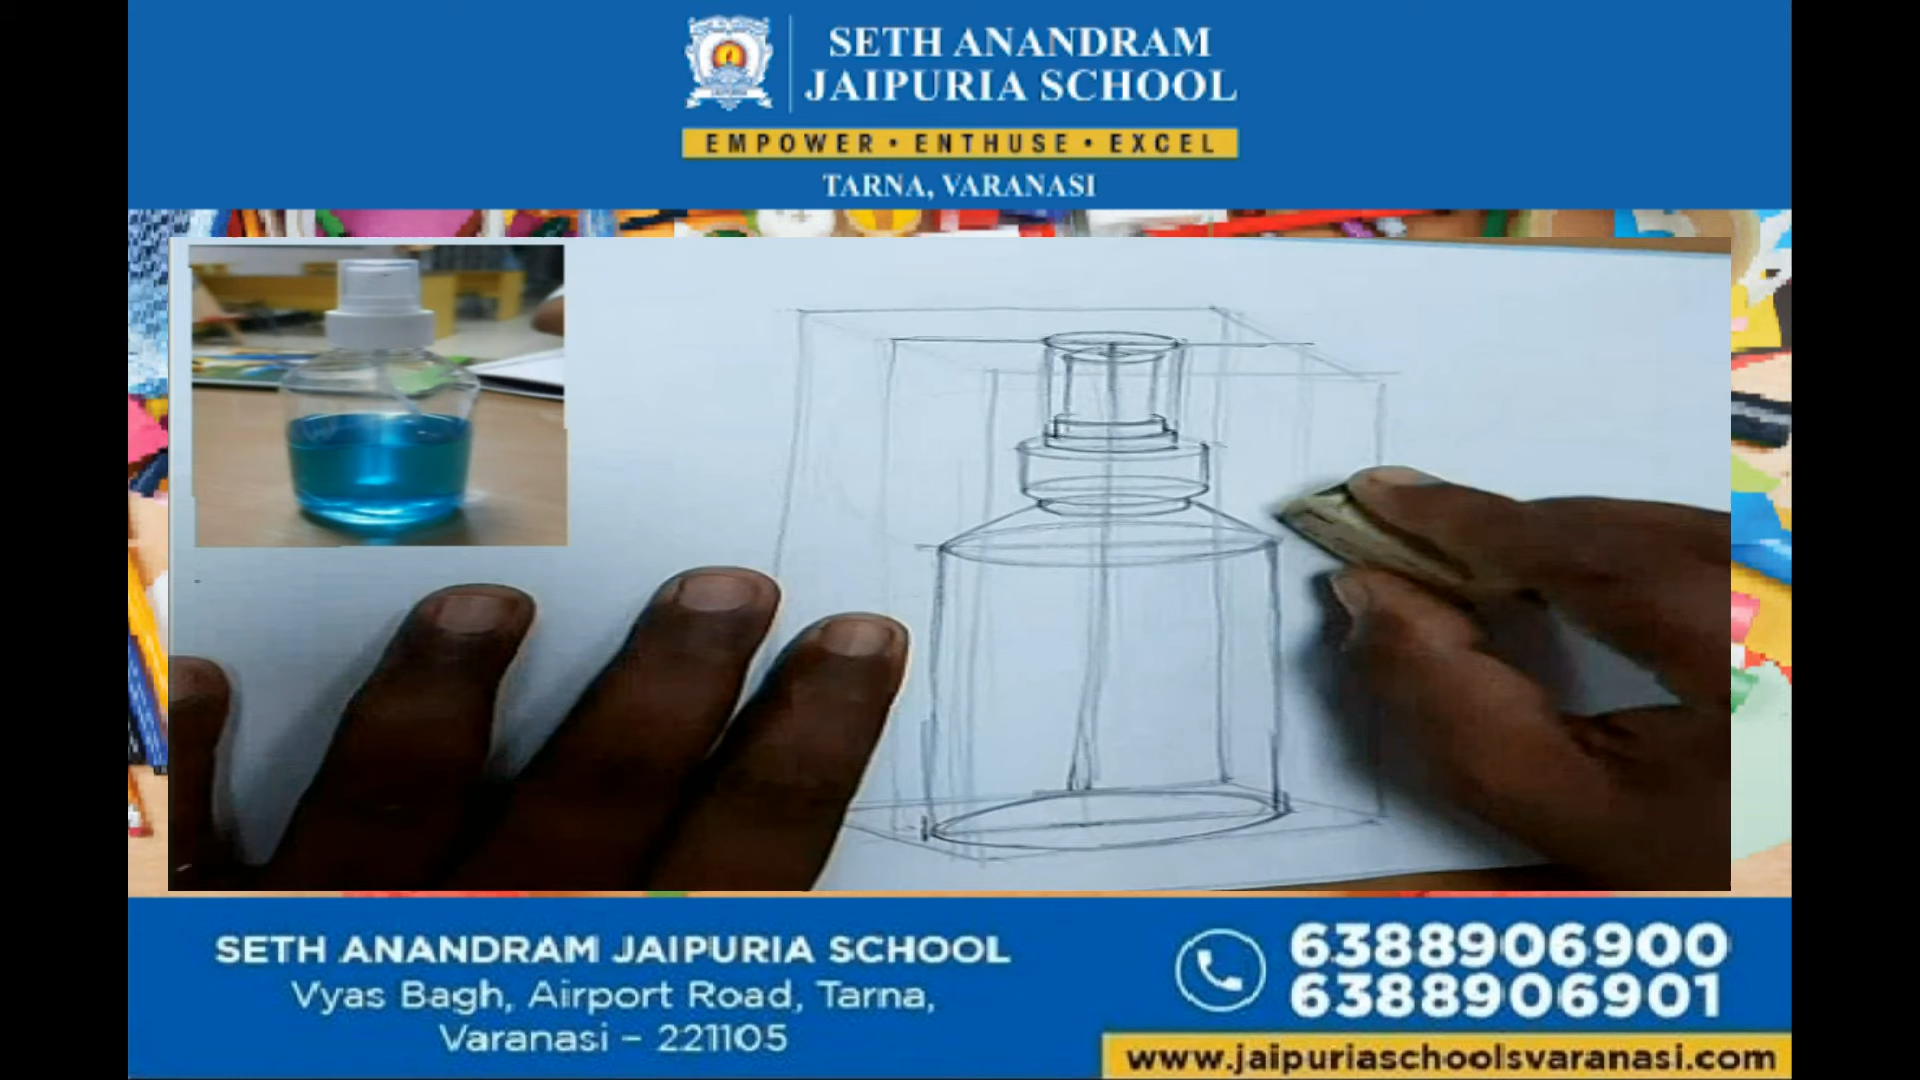 SETH ANANDRAM
JAIPURIA SCHOOL
EMPOWER • ENTHUSE • EXCEL
TARNA, VARANASI
SETH ANANDRAM JAIPURIA SCHOOL
Vyas Bagh, Airport Road, Tarna,
Varanasi – 221105
6388906900
6388906901
www.jaipuriaschoolsvaranasi.com